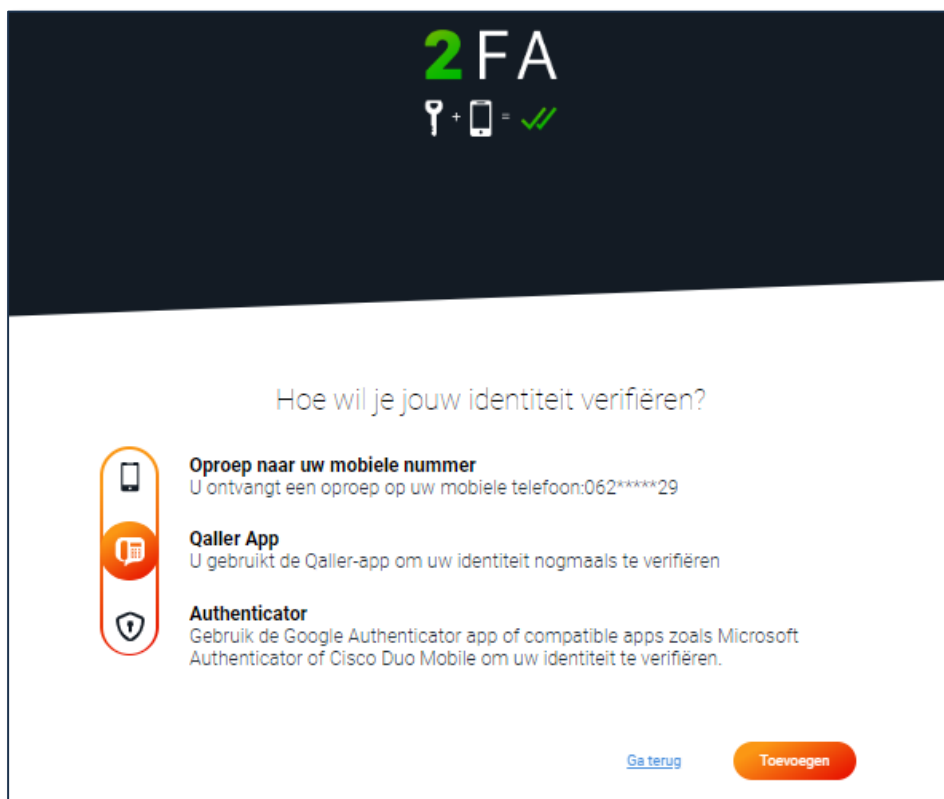 2FA
+ =
Hoe wil je jouw identiteit verifiëren?
Oproep naar uw mobiele nummer
U ontvangt een oproep op uw mobiele telefoon:062*****29
Qaller App
U gebruikt de Qaller-app om uw identiteit nogmaals te verifiëren
Authenticator
Gebruik de Google Authenticator app of compatible apps zoals Microsoft
Authenticator of Cisco Duo Mobile om uw identiteit te verifiëren.
Ga terug Toevoegen